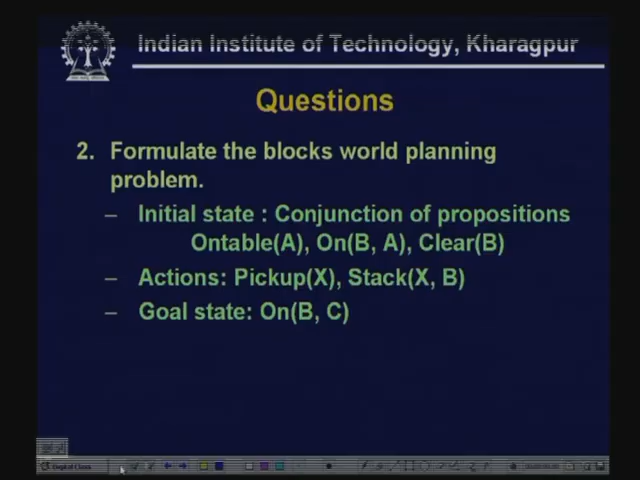 Indian Institute of Technology, Kharagpur
Questions
2. Formulate the blocks world planning
problem.
– Initial state : Conjunction of propositions
Ontable(A), On(B, A), Clear(B)
– Actions: Pickup(X), Stack(X, B)
– Goal state: On(B, C)